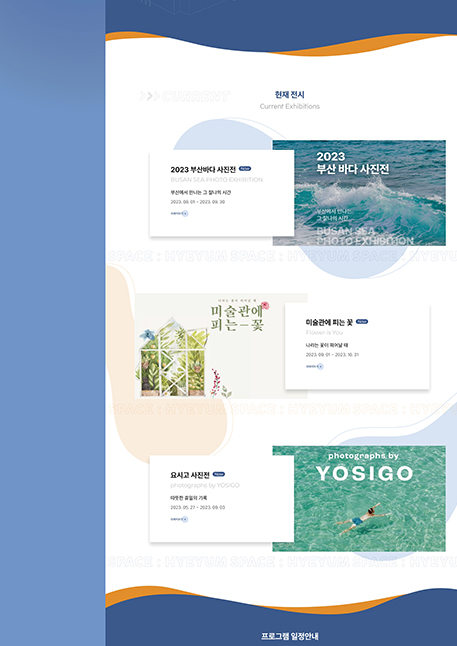 CURRENT
현재 전시
Current Exhibitions
2023 부산바다 사진전
BUSAN SEA PHOTO EXHIBITION
부산에서 만나는 그 찰나의 시간
2023. 08. 01 - 2023. 08. 30
2023
부산 바다 사진전
부산에서 만나는
그 찰나의 시간
BUSAN SEA
PHOTO EXHIBITION
SPACE : HYEYUM SPACE : HYEYUM SPACE : HYEYUM
미술관에
피는 – 꽃
미술관에 피는 꽃
Flower is You
나라는 꽃이 피어날 때
2023. 08. 01 - 2023. 10. 31
SPACE : HYEYUM SPACE : HYEYUM SPACE : HYEYUM
요시고 사진전
photographs by YOSIGO
따뜻한 휴일의 기록
2023. 05. 27 - 2023. 09. 03
photographs by
YOSIGO
SPACE : HYEYUM SPACE : HYEYUM SPACE : HYEYUM
프로그램 일정안내